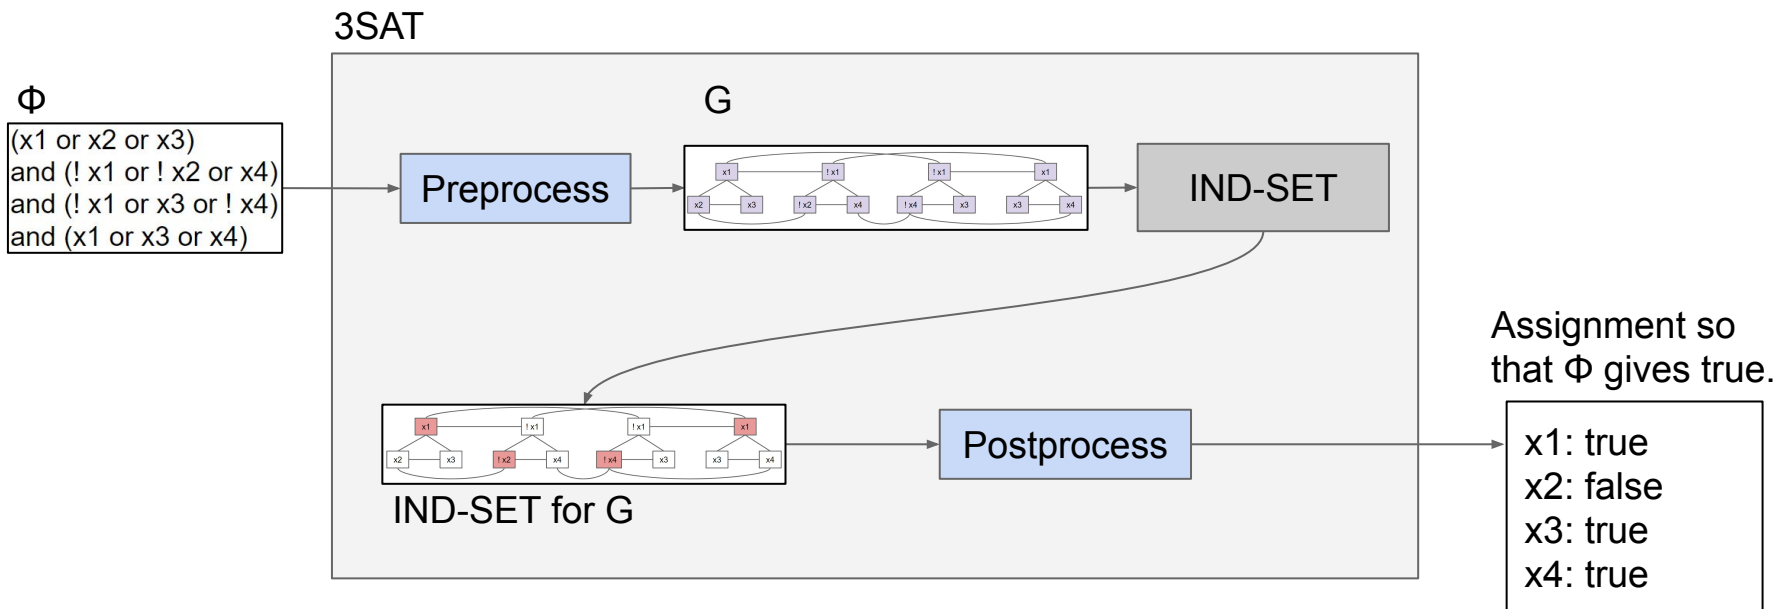 3SAT
Φ
(x1 or x2 or x3)
and (! x1 or ! x2 or x4)
and (! x1 or x3 or ! x4)
and (x1 or x3 or x4)
Preprocess
G
x1 ! x1 ! x1 x1
x2 x3 ! x2 x4 ! x4 x3 x3 x4
IND-SET
x1 ! x1 ! x1 x1
x2 x3 ! x2 x4 ! x4 x3 x3 x4
IND-SET for G
Postprocess
Assignment so
that Φ gives true.
x1: true
x2: false
x3: true
x4: true